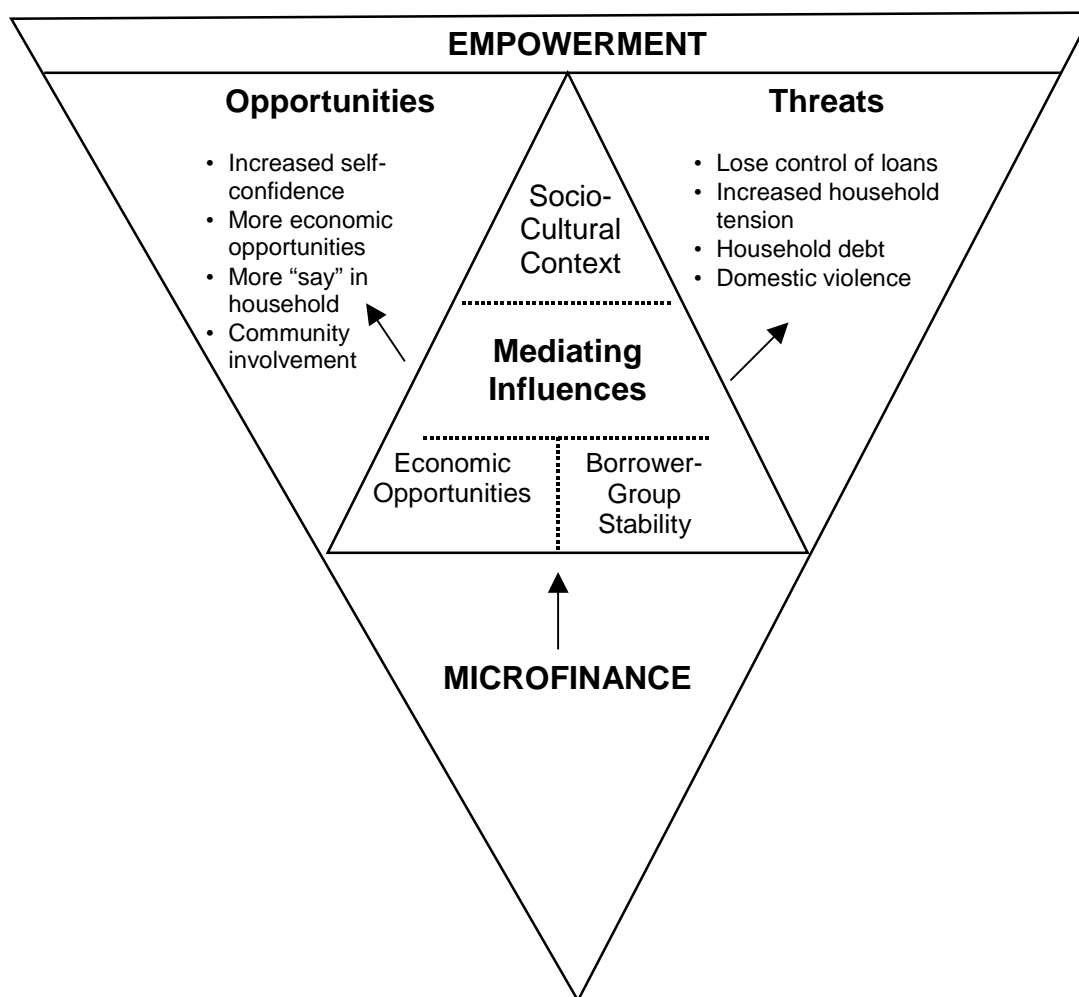 EMPOWERMENT
Opportunities
• Increased self-
confidence
• More economic
opportunities
• More “say” in
household
• Community
involvement
Socio-
Cultural
Context
Mediating
Influences
Economic
Opportunities
Borrower-
Group
Stability
Threats
• Lose control of loans
• Increased household
tension
• Household debt
• Domestic violence
MICROFINANCE